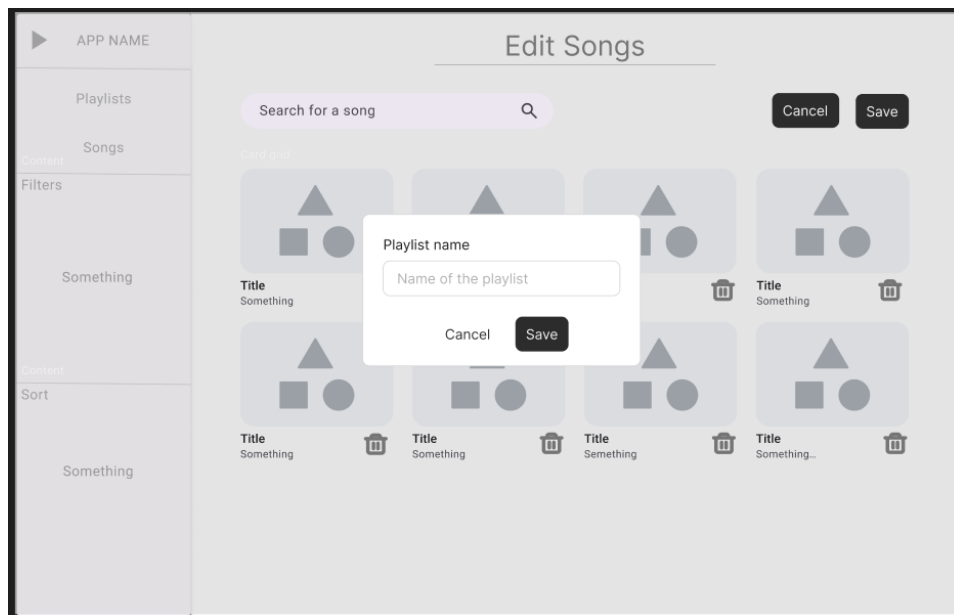 APP NAME
Playlists
Songs
Content
Filters
Something
Content
Sort
Something
Edit Songs
Search for a song
Cancel
Save
Card grid
Title
Something
Title
Something
Playlist name
Name of the playlist
Cancel
Save
Title
Something
Title
Something
Title
Semething
Title
Something...